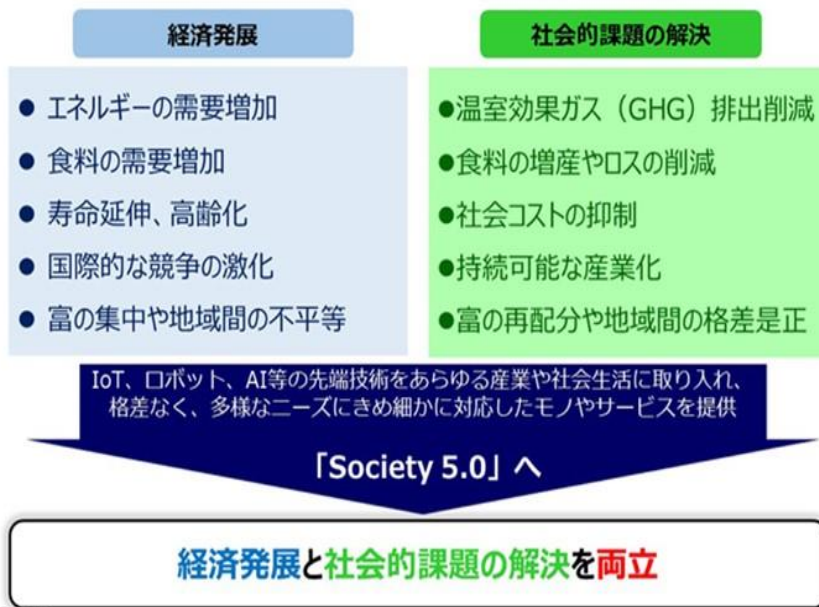 経済発展
● エネルギーの需要増加
● 食料の需要増加
● 寿命延伸、高齢化
● 国際的な競争の激化
● 富の集中や地域間の不平等
社会的課題の解決
●温室効果ガス（GHG）排出削減
●食料の増産やロスの削減
●社会コストの抑制
●持続可能な産業化
●富の再配分や地域間の格差是正
IoT、ロボット、AI等の先端技術をあらゆる産業や社会生活に取り入れ、
格差なく、多様なニーズにきめ細かに対応したモノやサービスを提供
「Society 5.0」へ
経済発展と社会的課題の解決を両立